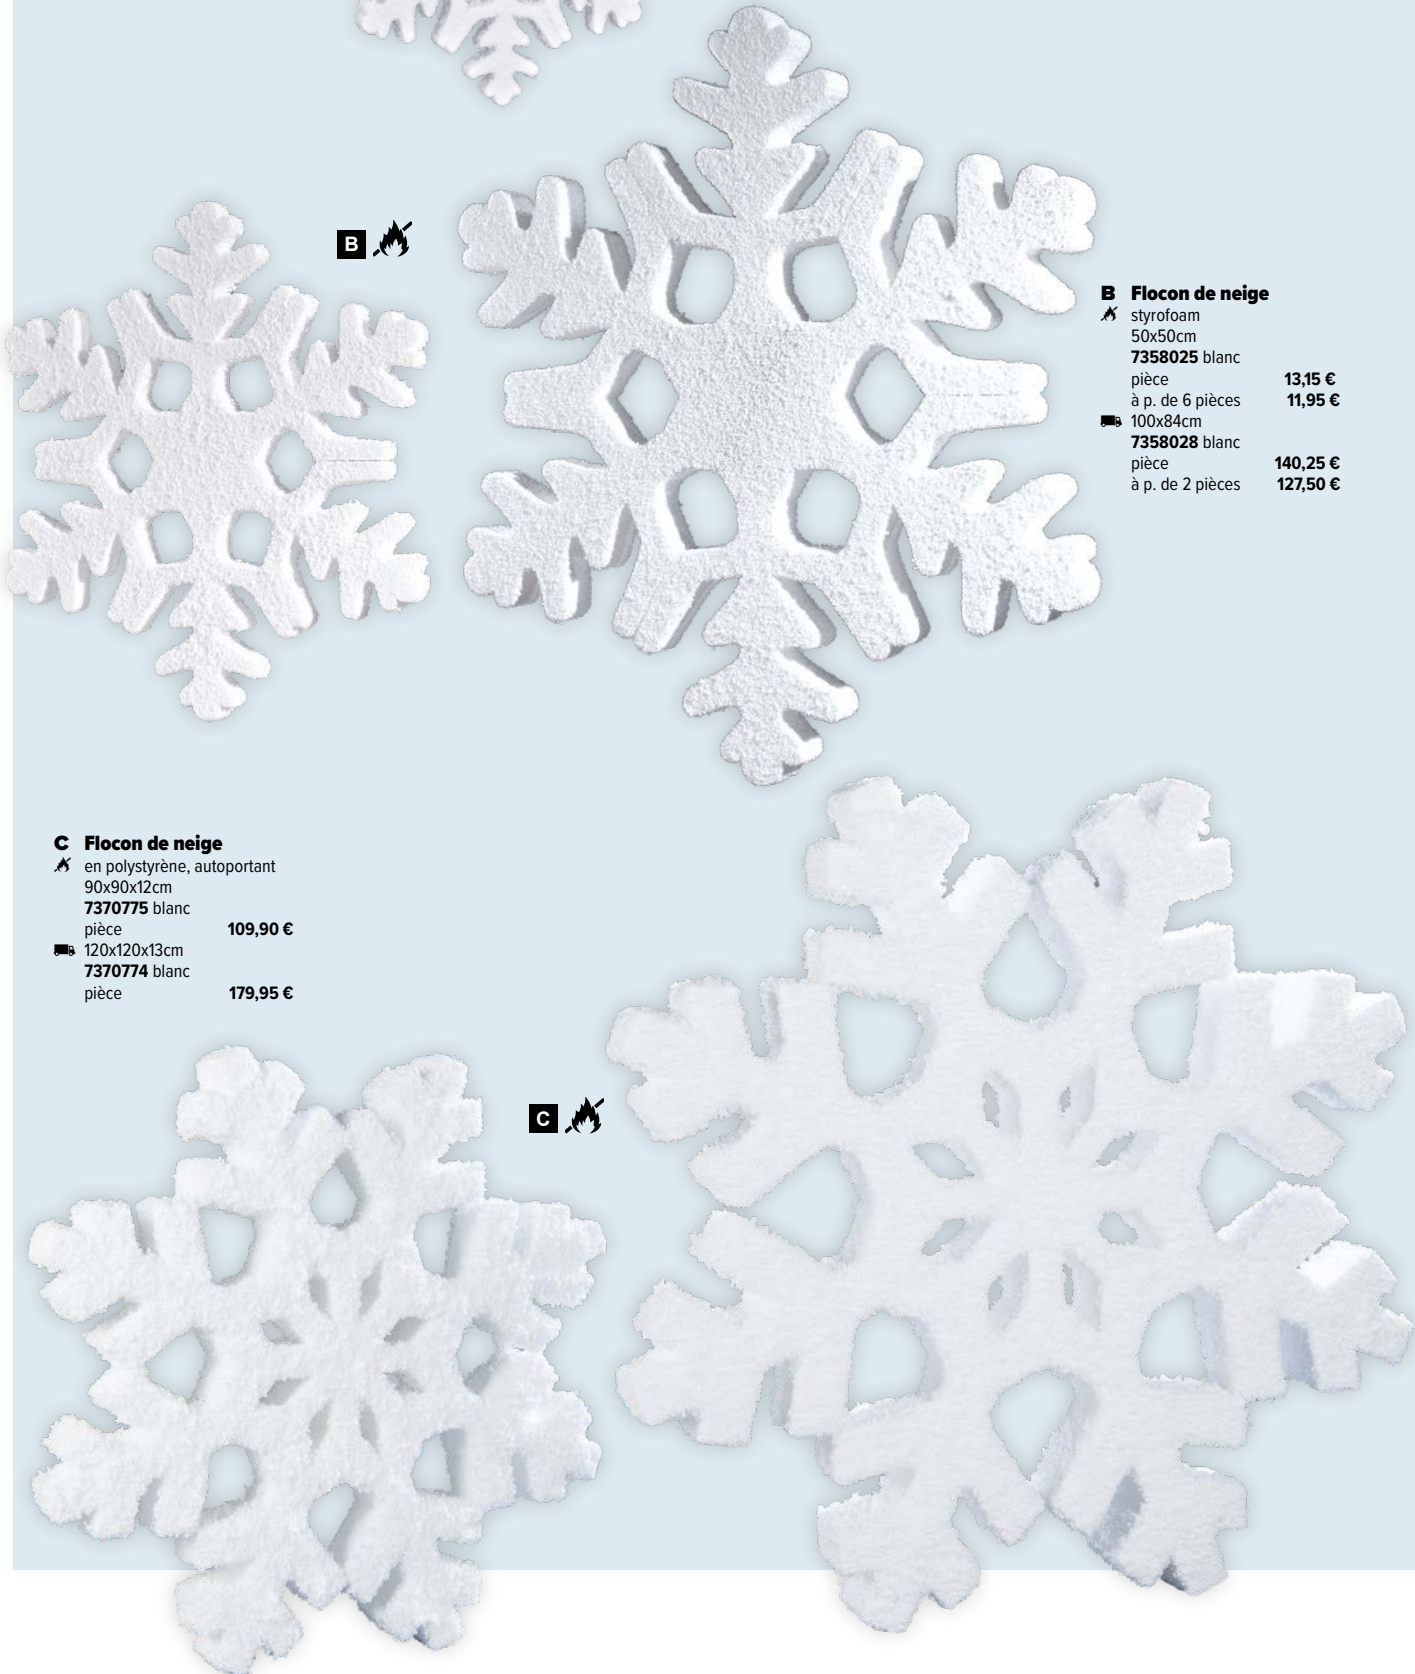 B
B Flocon de neige
styrofoam
50x50cm
7358025 blanc
pièce 13,15 €
à p. de 6 pièces 11,95 €
100x84cm
7358028 blanc
pièce 140,25 €
à p. de 2 pièces 127,50 €
C Flocon de neige
en polystyrène, autoportant
90x90x12cm
7370775 blanc
pièce 109,90 €
120x120x13cm
7370774 blanc
pièce 179,95 €
C